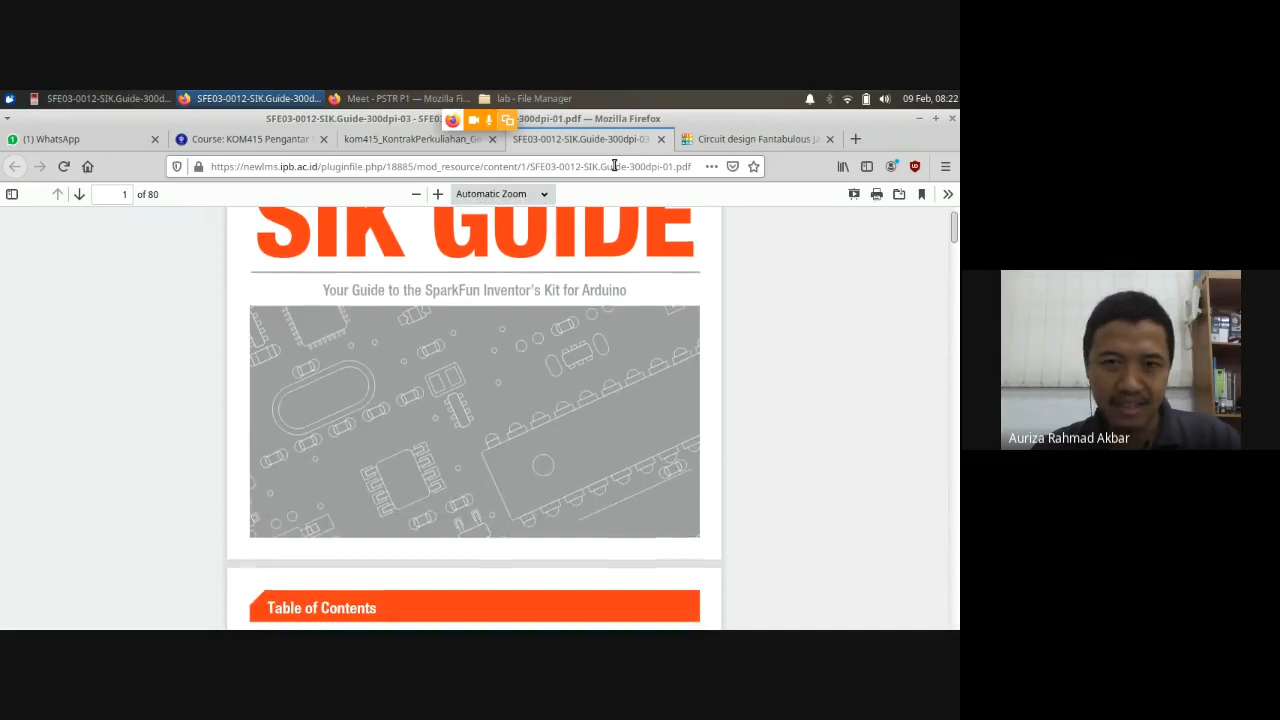 SFE03-0012-SIK.Guide-300d...
SFE03-0012-SIK.Guide-300d...
Meet - PSTR P1 — Mozilla Fi...
lab - File Manager
09 Feb, 08:22
SFE03-0012-SIK.Guide-300dpi-03 - SFE0
300dpi-01.pdf — Mozilla Firefox
(1) WhatsApp
Course: KOM415 Pengantar
kom415_KontrakPerkuliahan_Ge
SFE03-0012-SIK.Guide-300dpi-03
Circuit design Fantabulous Ja
https://newlms.ipb.ac.id/pluginfile.php/18885/mod_resource/content/1/SFE03-0012-SIK.Guide-300dpi-01.pdf
1 of 80
Automatic Zoom
SIK GUIDE
Your Guide to the SparkFun Inventor's Kit for Arduino
Table of Contents
Auriza Rahmad Akbar